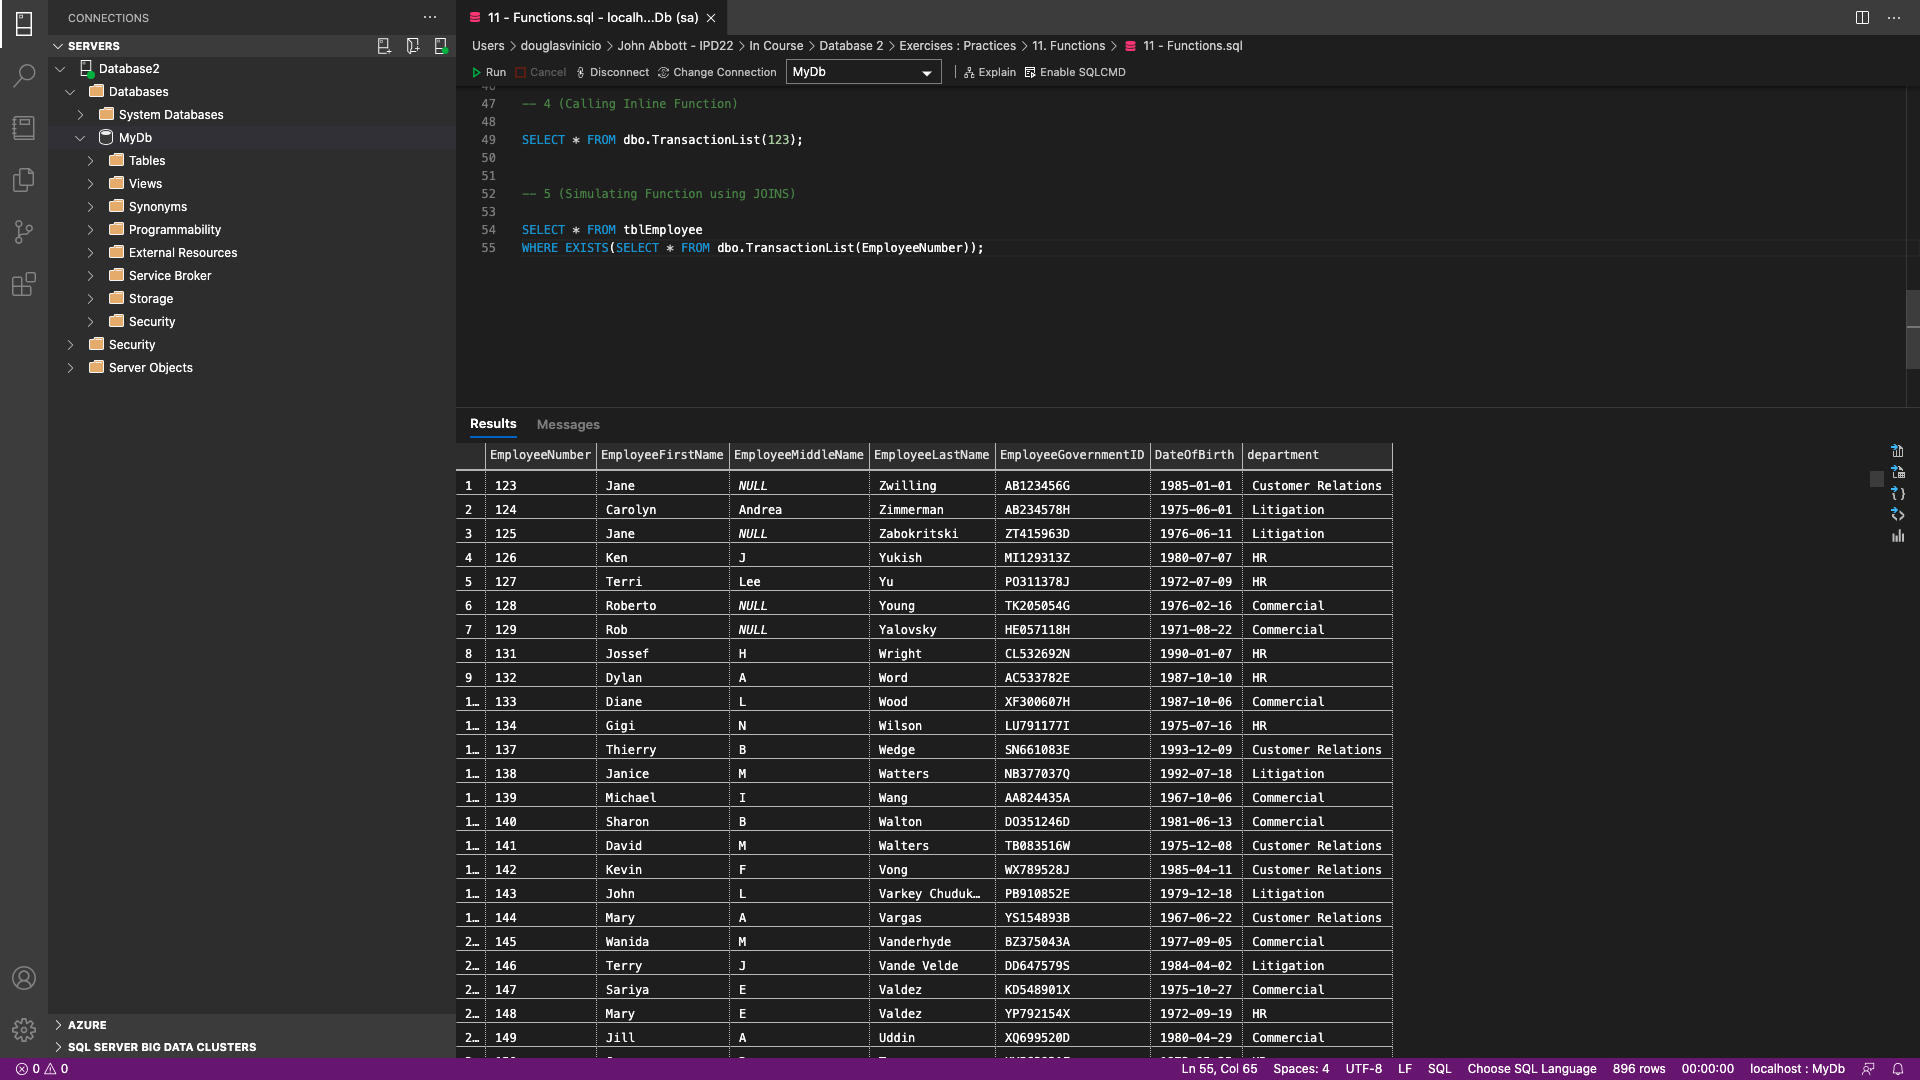 CONNECTIONS
SERVERS
Database2
Databases
System Databases
MyDb
Tables
Views
Synonyms
Programmability
External Resources
Service Broker
Storage
Security
Security
Server Objects
AZURE
SQL SERVER BIG DATA CLUSTERS
11 - Functions.sql - localh...Db (sa)
Users > douglasvinicio > John Abbott - IPD22 > In Course > Database 2 > Exercises : Practices > 11. Functions > 11 - Functions.sql
Run Cancel Disconnect Change Connection MyDb Explain Enable SQLCMD
46
47 -- 4 (Calling Inline Function)
48
49 SELECT * FROM dbo.TransactionList(123);
50
51
52 -- 5 (Simulating Function using JOINS)
53
54 SELECT * FROM tblEmployee
55 WHERE EXISTS(SELECT * FROM dbo.TransactionList(EmployeeNumber));
Results Messages
EmployeeNumber EmployeeFirstName EmployeeMiddleName EmployeeLastName EmployeeGovernmentID DateOfBirth department
1 123 Jane NULL Zwilling AB123456G 1985-01-01 Customer Relations
2 124 Carolyn Andrea Zimmerman AB234578H 1975-06-01 Litigation
3 125 Jane NULL Zabokritski ZT415963D 1976-06-11 Litigation
4 126 Ken J Yukish MI129313Z 1980-07-07 HR
5 127 Terri Lee Yu PO311378J 1972-07-09 HR
6 128 Roberto NULL Young TK205054G 1976-02-16 Commercial
7 129 Rob NULL Yalovsky HE057118H 1971-08-22 Commercial
8 131 Jossef H Wright CL532692N 1990-01-07 HR
9 132 Dylan A Word AC533782E 1987-10-10 HR
1… 133 Diane L Wood XF300607H 1987-10-06 Commercial
1… 134 Gigi N Wilson LU791177I 1975-07-16 HR
1… 137 Thierry B Wedge SN661083E 1993-12-09 Customer Relations
1… 138 Janice M Watters NB377037Q 1992-07-18 Litigation
1… 139 Michael I Wang AA824435A 1967-10-06 Commercial
1… 140 Sharon B Walton DO351246D 1981-06-13 Commercial
1… 141 David M Walters TB083516W 1975-12-08 Customer Relations
1… 142 Kevin F Vong WX789528J 1985-04-11 Customer Relations
1… 143 John L Varkey Chuduk… PB910852E 1979-12-18 Litigation
1… 144 Mary A Vargas YS154893B 1967-06-22 Customer Relations
2… 145 Wanida M Vanderhyde BZ375043A 1977-09-05 Commercial
2… 146 Terry J Vande Velde DD647579S 1984-04-02 Litigation
2… 147 Sariya E Valdez KD548901X 1975-10-27 Commercial
2… 148 Mary E Valdez YP792154X 1972-09-19 HR
2… 149 Jill A Uddin XQ699520D 1980-04-29 Commercial
0 0 Ln 55, Col 65 Spaces: 4 UTF-8 LF SQL Choose SQL Language 896 rows 00:00:00 localhost : MyDb